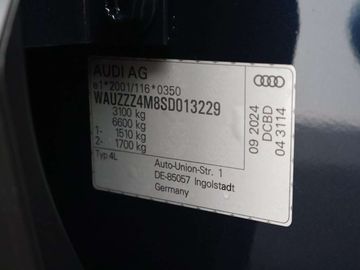 AUDI AG
e1*2001/116*0350
WAUZZZ4M8SD013229
3100 kg
6600 kg
1- 1510 kg
2- 1700 kg
Typ 4L
Auto-Union-Str. 1
DE-85057 Ingolstadt
Germany
09 2024
DCBD
04 3114